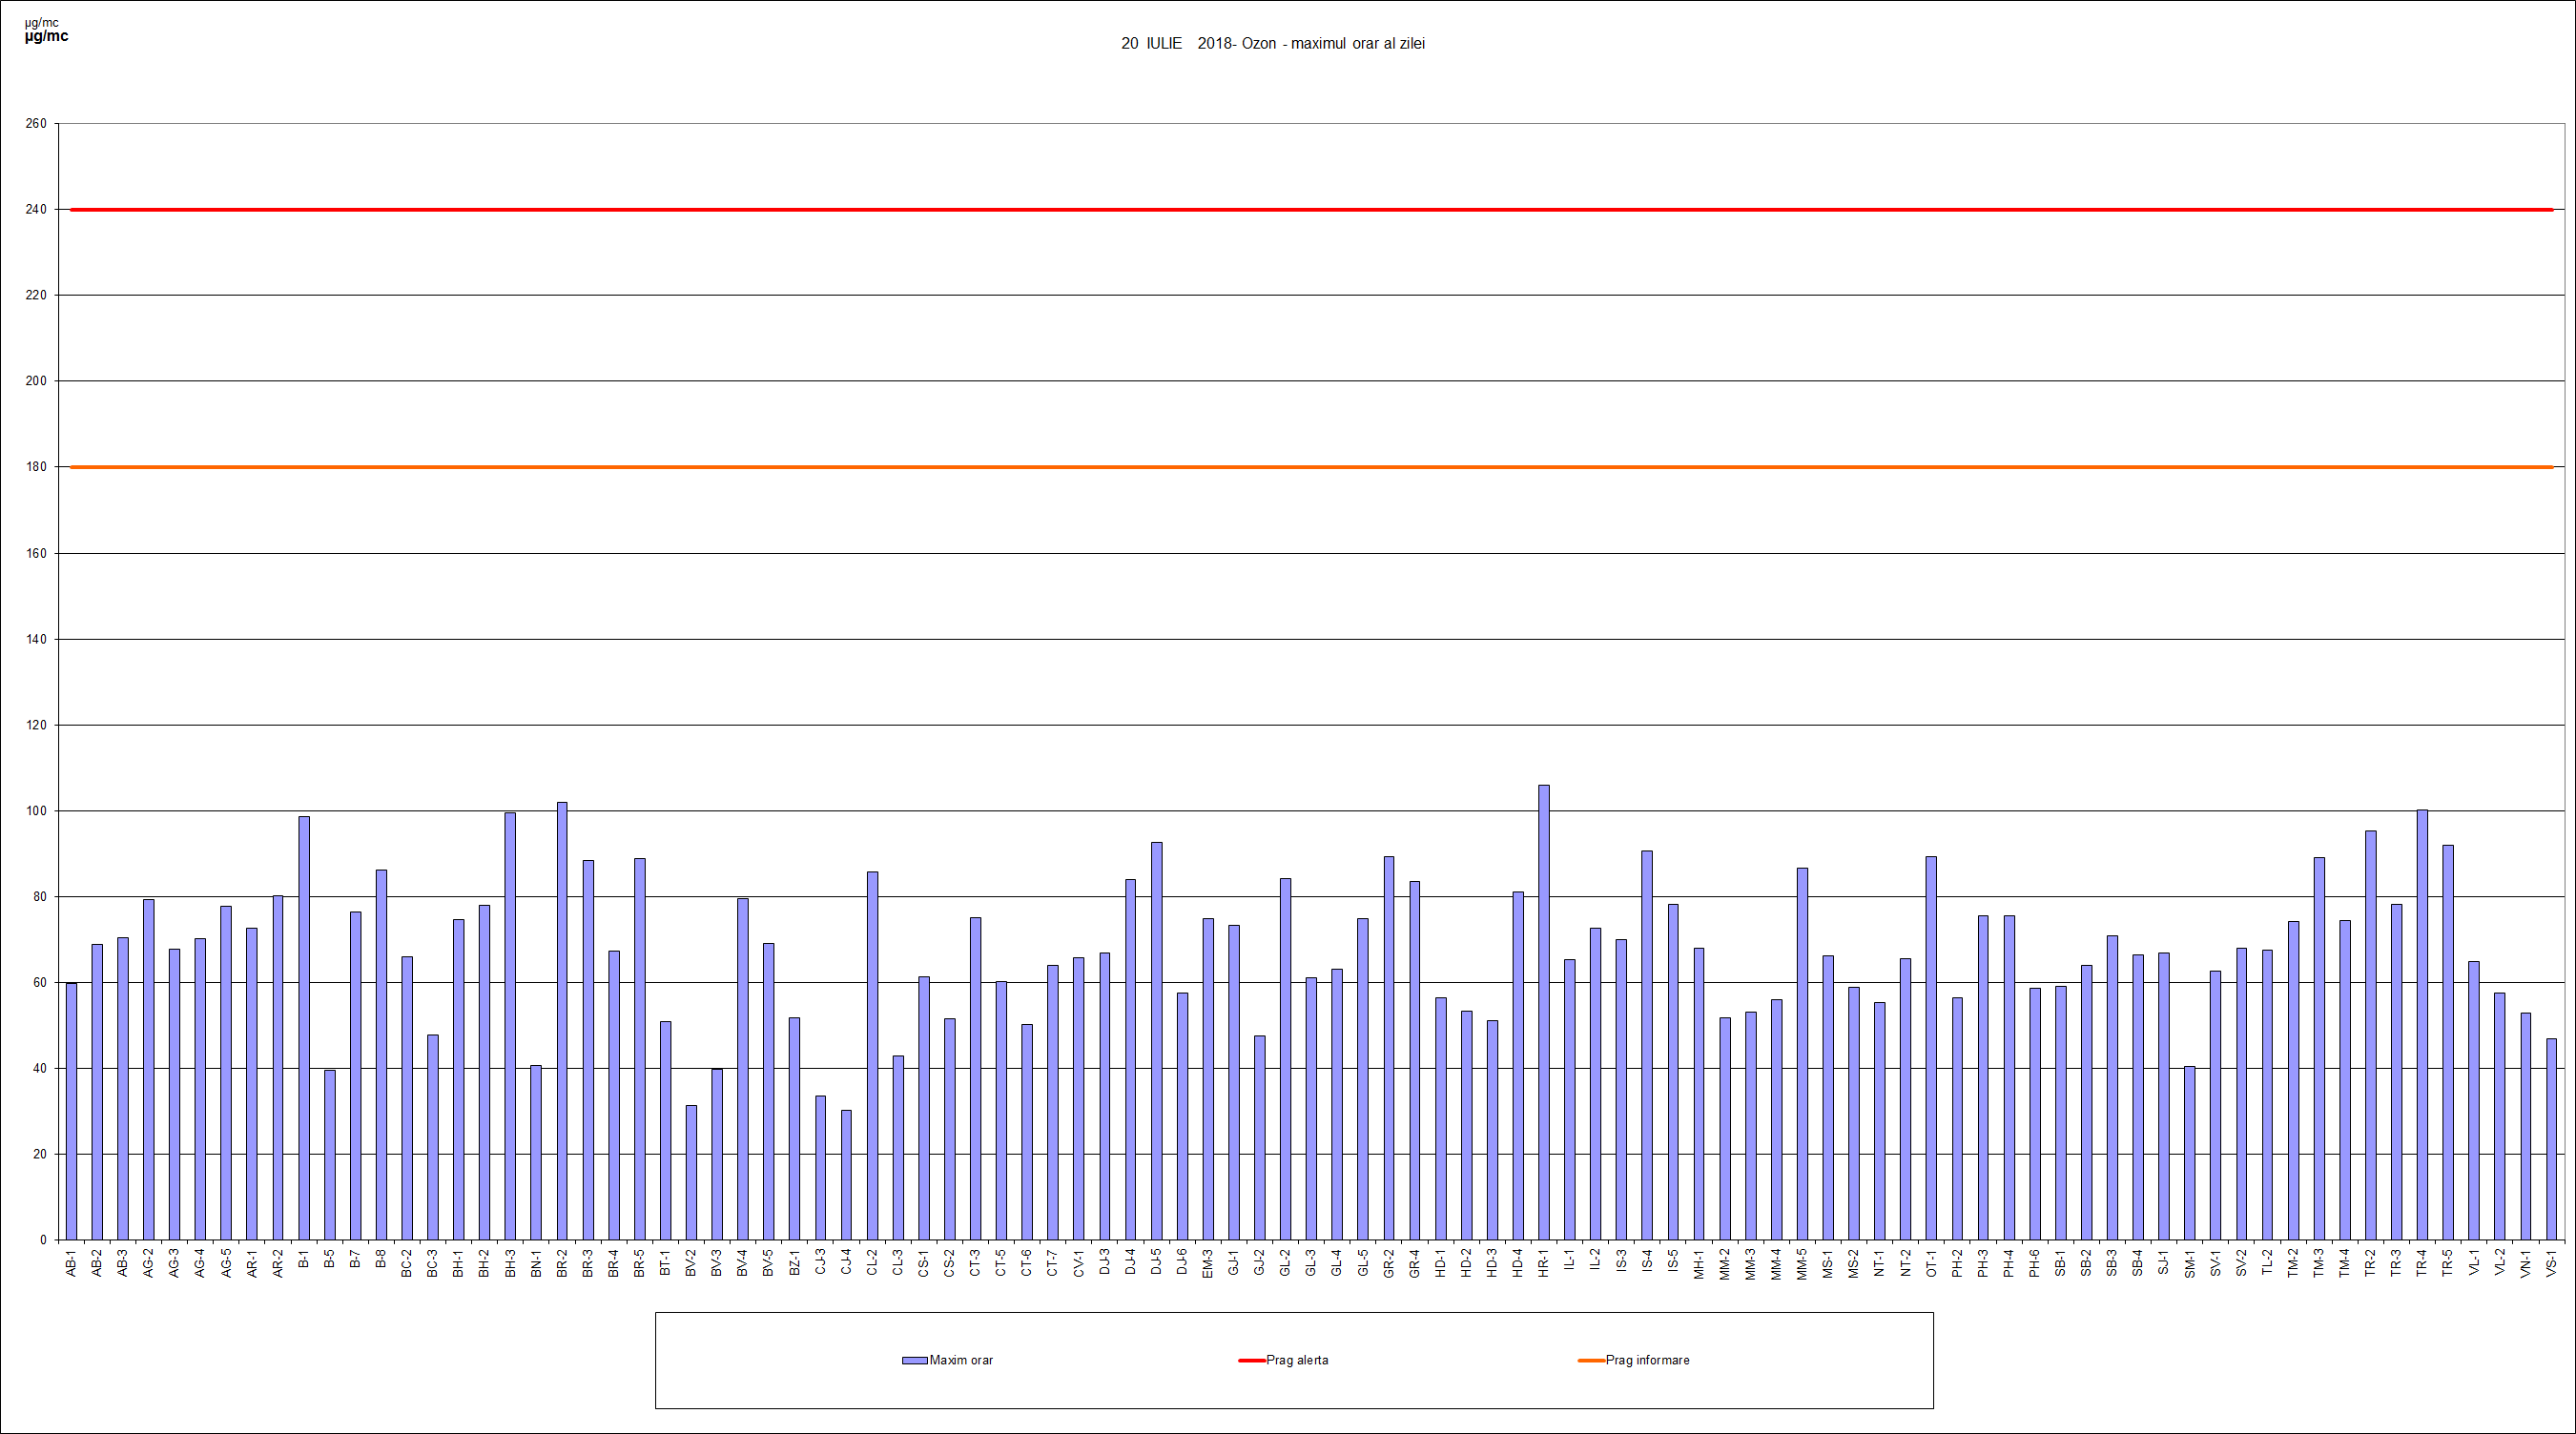 µg/mc
µg/mc
20 IULIE 2018- Ozon - maximul orar al zilei
260
240
220
200
180
160
140
120
100
80
60
40
20
0
AB-1
AB-2
AB-3
AG-2
AG-3
AG-4
AG-5
AR-1
AR-2
B-1
B-5
B-7
B-8
BC-2
BC-3
BH-1
BH-2
BH-3
BN-1
BR-2
BR-3
BR-4
BR-5
BT-1
BV-2
BV-3
BV-4
BV-5
BZ-1
CJ-3
CJ-4
CL-2
CL-3
CS-1
CS-2
CT-3
CT-5
CT-6
CT-7
CV-1
DJ-3
DJ-4
DJ-5
DJ-6
EM-3
GJ-1
GJ-2
GL-2
GL-3
GL-4
GL-5
GR-2
GR-4
HD-1
HD-2
HD-3
HD-4
HR-1
IL-1
IL-2
IS-3
IS-4
IS-5
MH-1
MM-2
MM-3
MM-4
MM-5
MS-1
MS-2
NT-1
NT-2
OT-1
PH-2
PH-3
PH-4
PH-6
SB-1
SB-2
SB-3
SB-4
SJ-1
SM-1
SV-1
SV-2
TL-2
TM-2
TM-3
TM-4
TR-2
TR-3
TR-4
TR-5
VL-1
VL-2
VN-1
VS-1
Maxim orar
Prag alerta
Prag informare